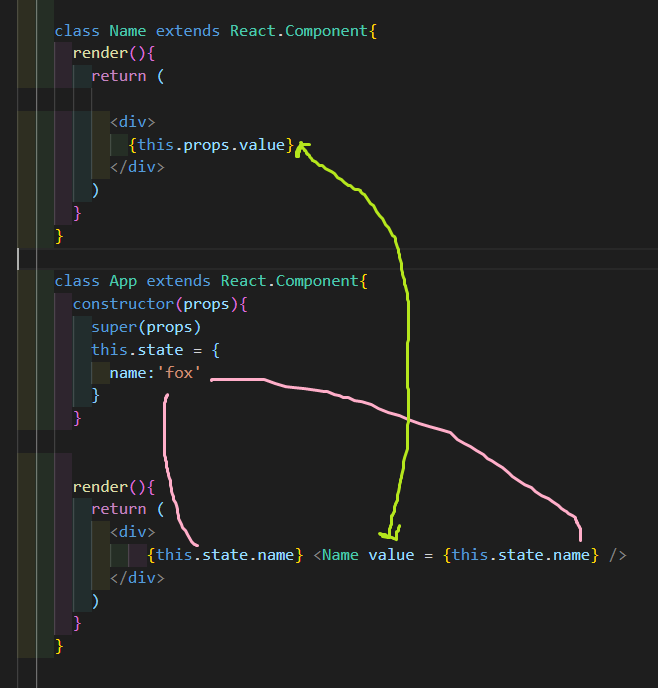 class Name extends React.Component{
render(){
return (
<div>
{this.props.value}
</div>
)
}
}
class App extends React.Component{
constructor(props){
super(props)
this.state = {
name:'fox'
}
}
render(){
return (
<div>
{this.state.name} <Name value = {this.state.name} />
</div>
)
}
}